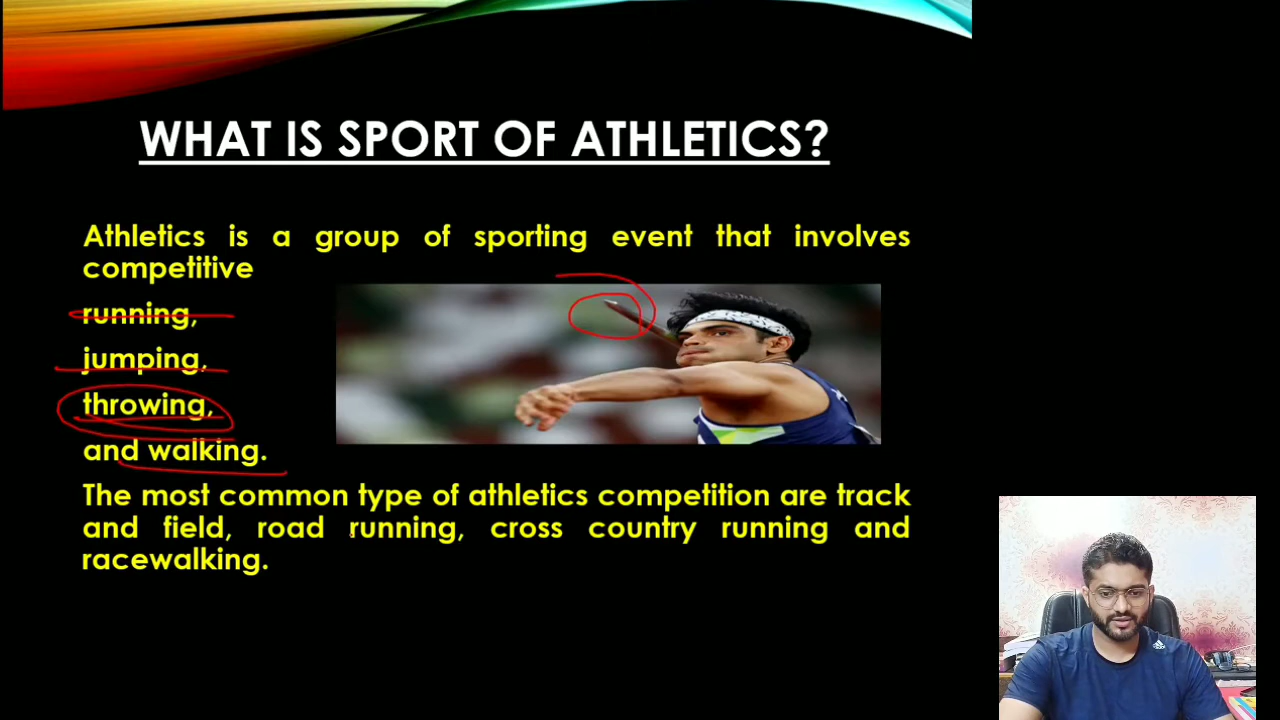 WHAT IS SPORT OF ATHLETICS?
Athletics is a group of sporting event that involves
competitive
running,
jumping,
throwing,
and walking.
The most common type of athletics competition are track
and field, road running, cross country running and
racewalking.